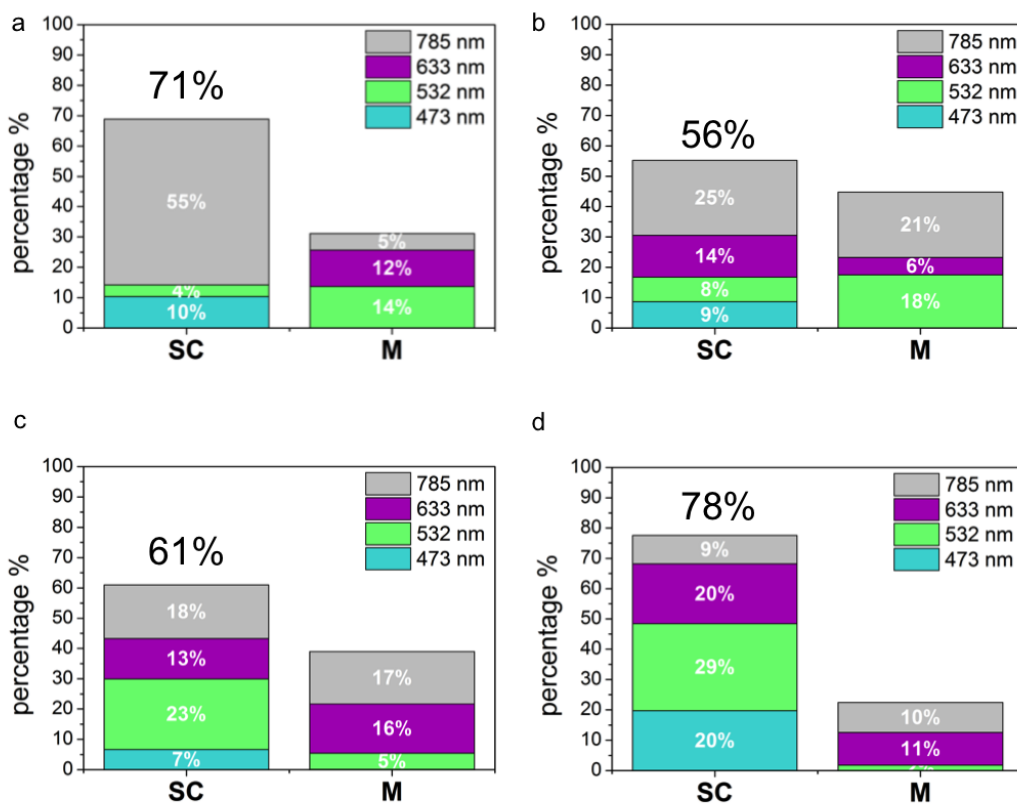 a
percentage %
100
90
80
70
60
50
40
30
20
10
0
71%
785 nm
633 nm
532 nm
473 nm
55%
4%
10%
5%
12%
14%
SC
M
b
percentage %
100
90
80
70
60
50
40
30
20
10
0
56%
785 nm
633 nm
532 nm
473 nm
25%
14%
8%
9%
21%
6%
18%
SC
M
c
percentage %
100
90
80
70
60
50
40
30
20
10
0
61%
785 nm
633 nm
532 nm
473 nm
18%
13%
23%
7%
17%
16%
5%
SC
M
d
percentage %
100
90
80
70
60
50
40
30
20
10
0
78%
785 nm
633 nm
532 nm
473 nm
9%
20%
29%
20%
10%
11%
SC
M